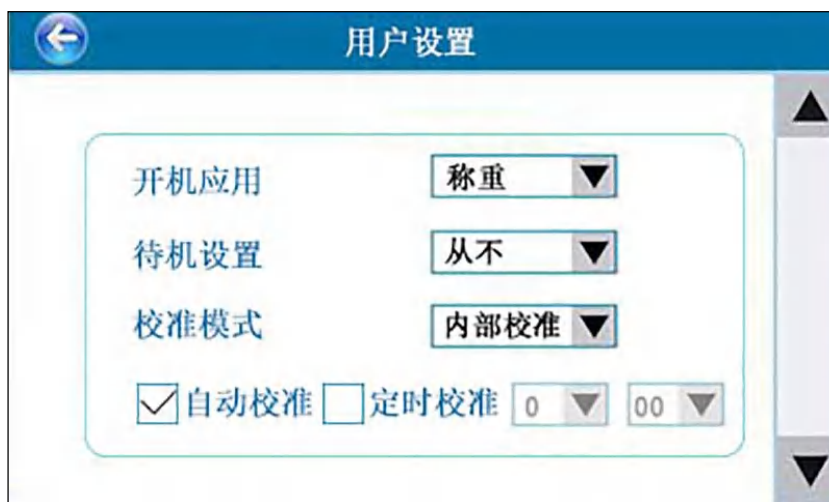 用户设置
开机应用 称重
待机设置 从不
校准模式 内部校准
自动校准 定时校准 0 00